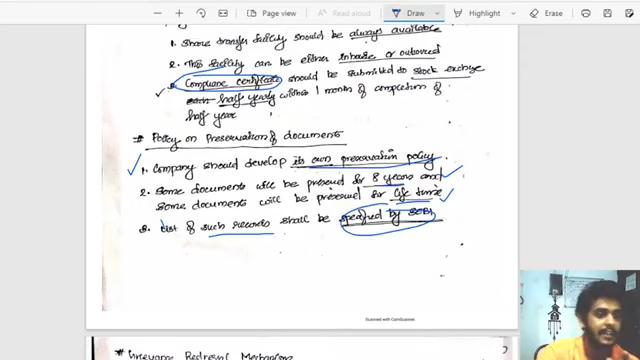 Page view
Read aloud
Draw
Highlight
1. Share transfer facility should be always available
2. This facility can be either inhouse or outsourced
3. Compliance certificate should be submitted to stock exchange
each half yearly within 1 month of completion of
half year
# Policy on Preservation of documents
1. Company should develop its own preservation policy
2. Some documents will be preserved for 8 years and
Some documents will be preserved for life time
3. List of such records shall be specified by SEBI
Scanned with CamScanner
# Grievance Redressal Mechanism